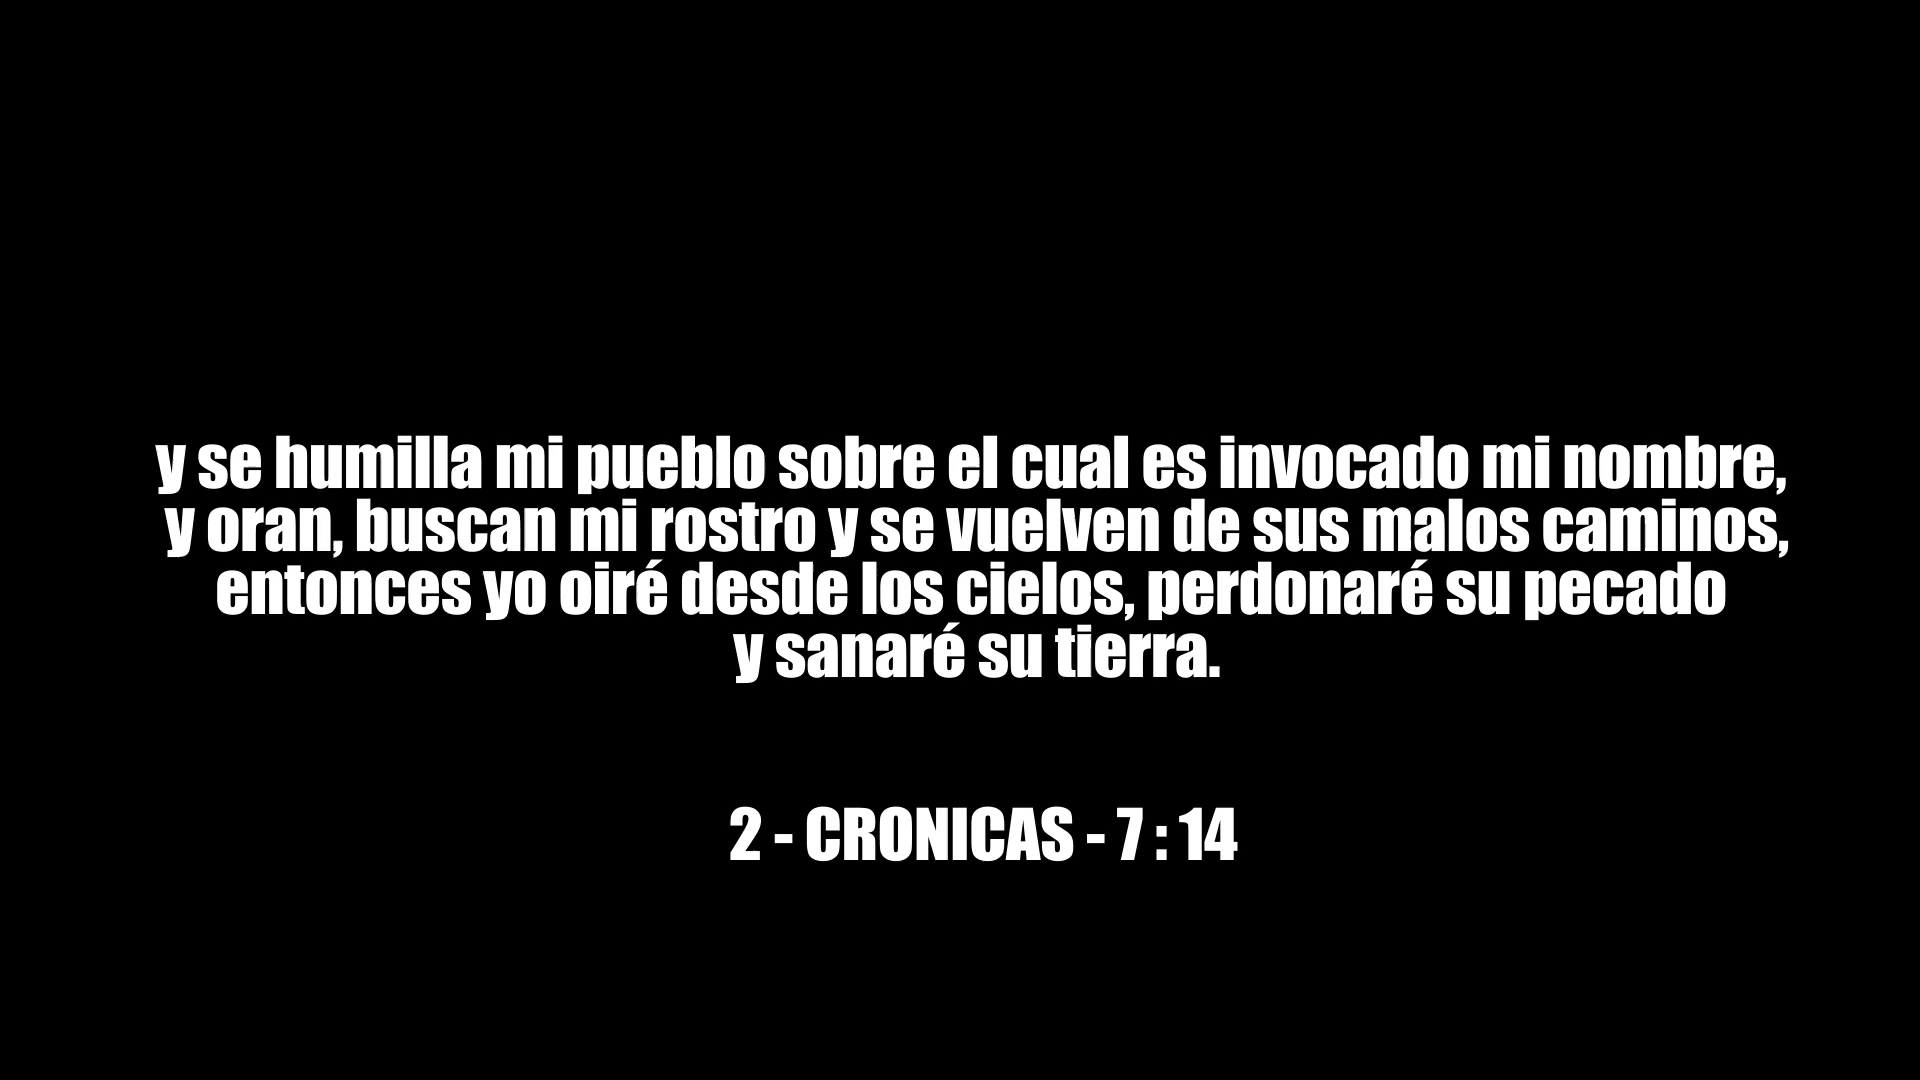 y se humilla mi pueblo sobre el cual es invocado mi nombre,
y oran, buscan mi rostro y se vuelven de sus malos caminos,
entonces yo oiré desde los cielos, perdonaré su pecado
y sanaré su tierra.
2 - CRONICAS - 7 : 14